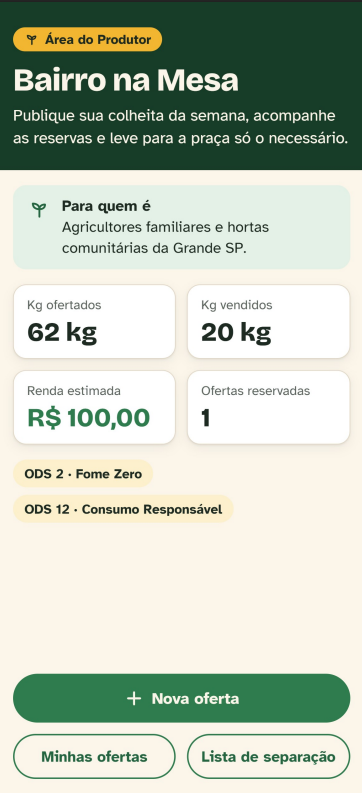 Área do Produtor
Bairro na Mesa
Publique sua colheita da semana, acompanhe
as reservas e leve para a praça só o necessário.
Para quem é
Agricultores familiares e hortas
comunitárias da Grande SP.
Kg ofertados
62 kg
Kg vendidos
20 kg
Renda estimada
R$ 100,00
Ofertas reservadas
1
ODS 2 · Fome Zero
ODS 12 · Consumo Responsável
Nova oferta
Minhas ofertas
Lista de separação